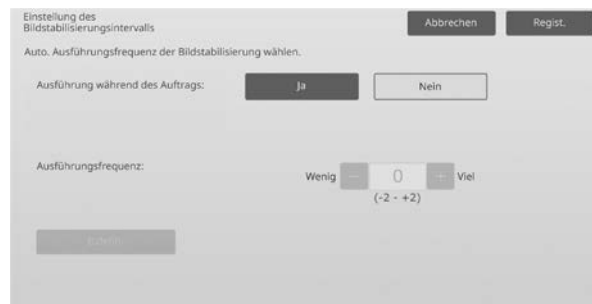 Einstellung des
Bildstabilisierungsintervalls
Abbrechen
Regist.
Auto. Ausführungsfrequenz der Bildstabilisierung wählen.
Ausführung während des Auftrags:
Ja
Nein
Ausführungsfrequenz:
Wenig
−
0
+
Viel
(-2 - +2)